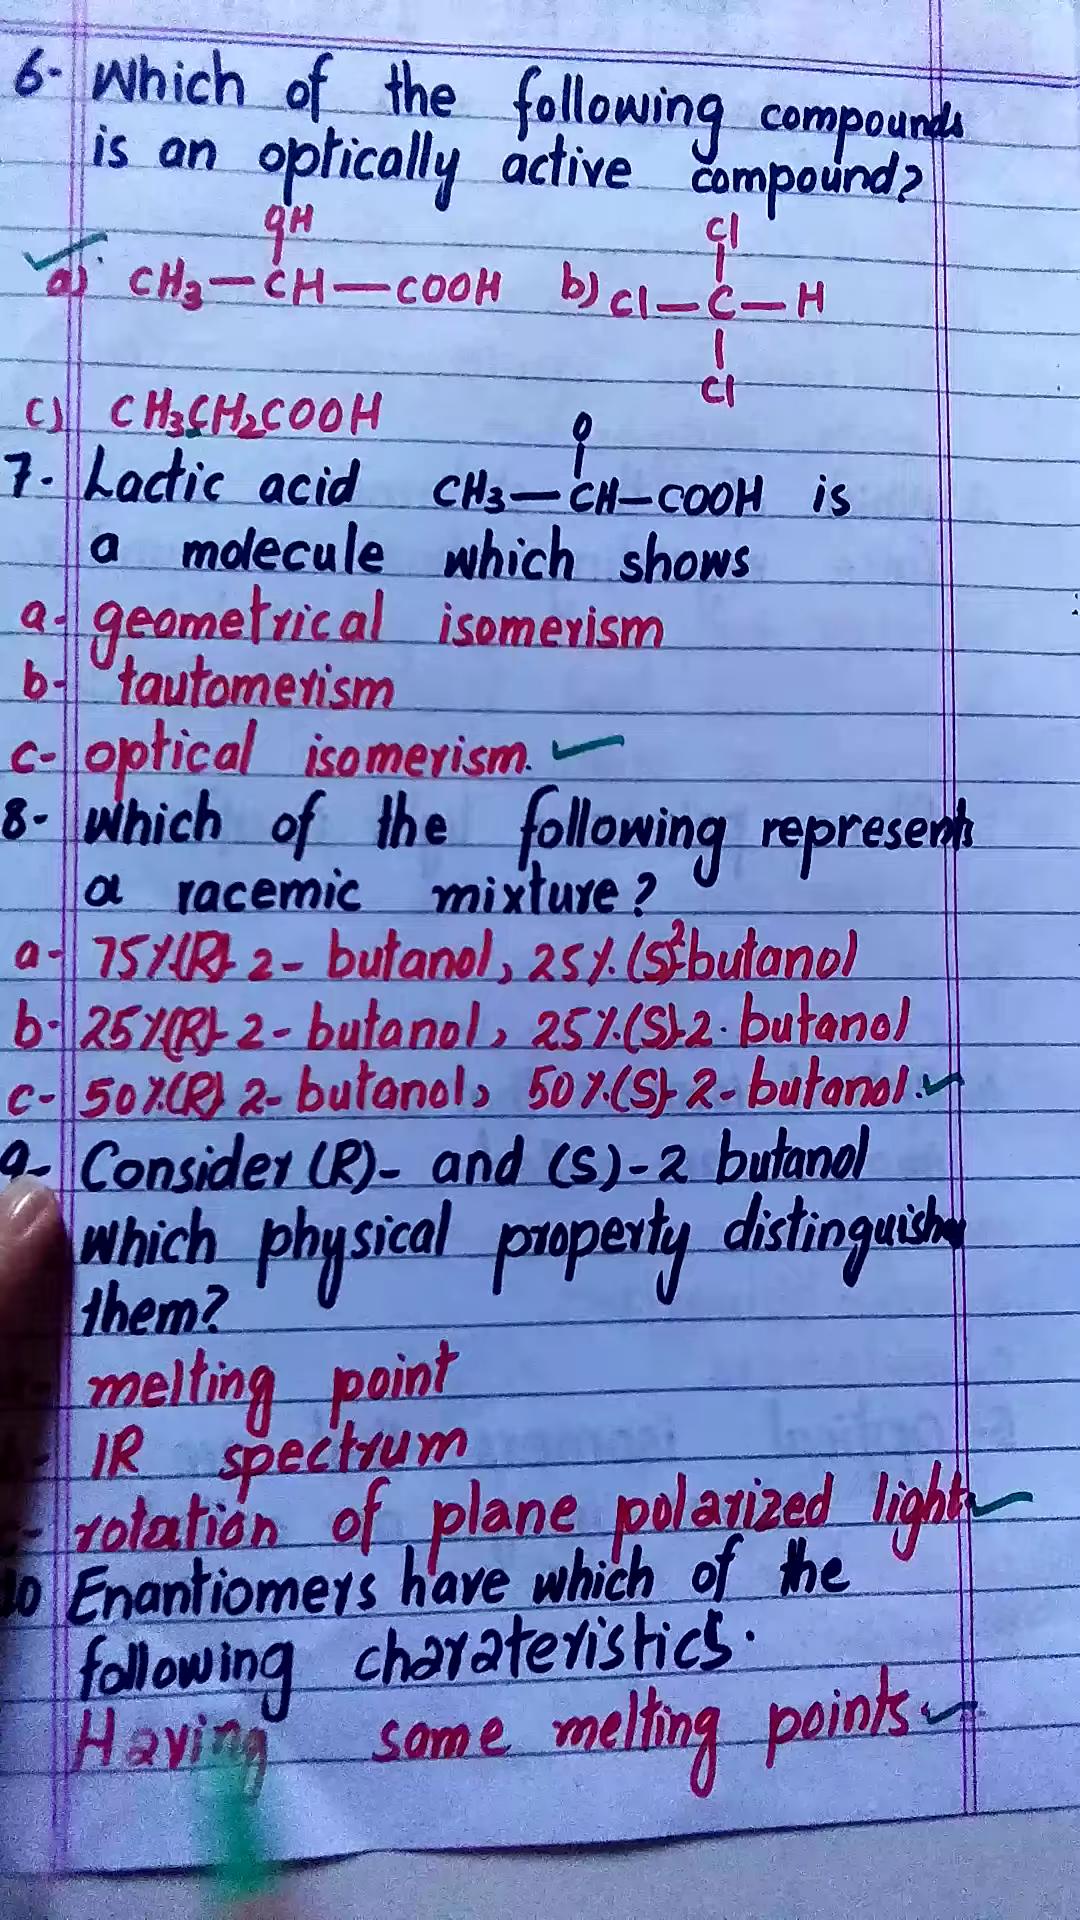 6- Which of the following compounds
is an optically active compound?
OH
Cl
a) CH3—CH—COOH b) Cl—C—H
Cl
c) CH3CH2COOH
O
7- Lactic acid CH3—CH—COOH is
a molecule which shows
a- geometrical isomerism
b- tautomerism
c- optical isomerism.
8- which of the following represents
a racemic mixture?
a- 75%(R)-2-butanol, 25%(S)-2butanol
b- 25%(R)-2-butanol, 25%(S)-2-butanol
c- 50%(R)2-butanol, 50%(S)-2-butanol.
9- Consider (R)- and (S)-2 butanol
which physical property distinguishes
them?
melting point
IR spectrum
c- rotation of plane polarized light
10 Enantiomers have which of the
following charateristics.
Having same melting points